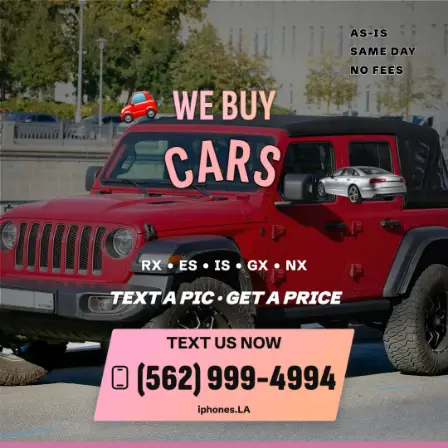 AS-IS
SAME DAY
NO FEES
WE BUY
CARS
RX • ES • IS • GX • NX
TEXT A PIC • GET A PRICE
TEXT US NOW
(562) 999-4994
iphones.LA